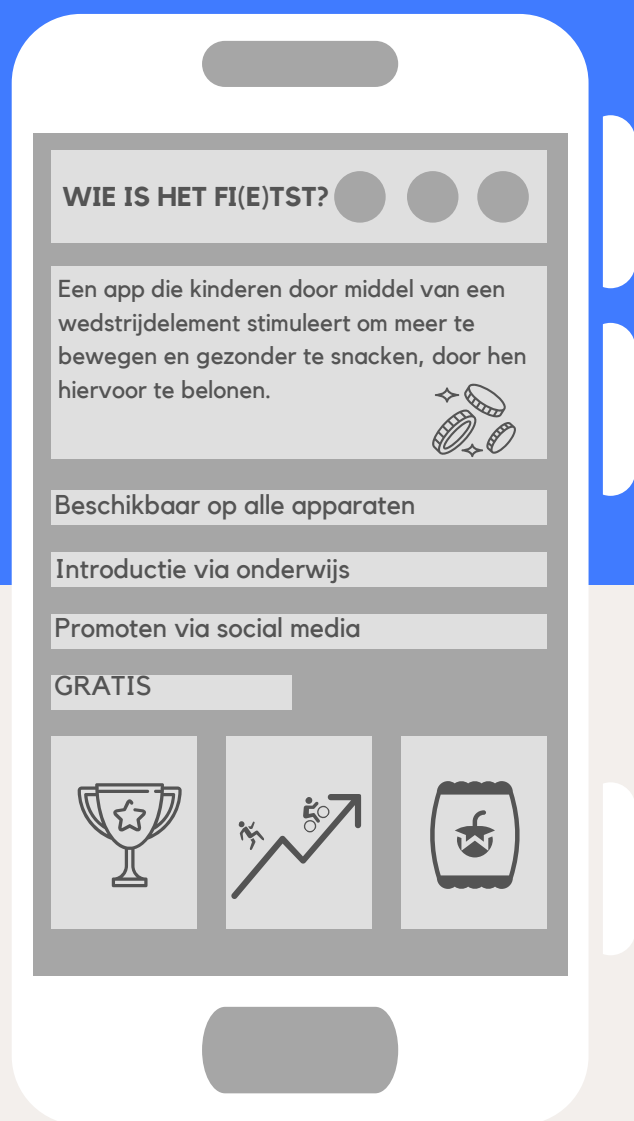 WIE IS HET FI(E)TST?
Een app die kinderen door middel van een
wedstrijdelement stimuleert om meer te
bewegen en gezonder te snacken, door hen
hiervoor te belonen.
Beschikbaar op alle apparaten
Introductie via onderwijs
Promoten via social media
GRATIS